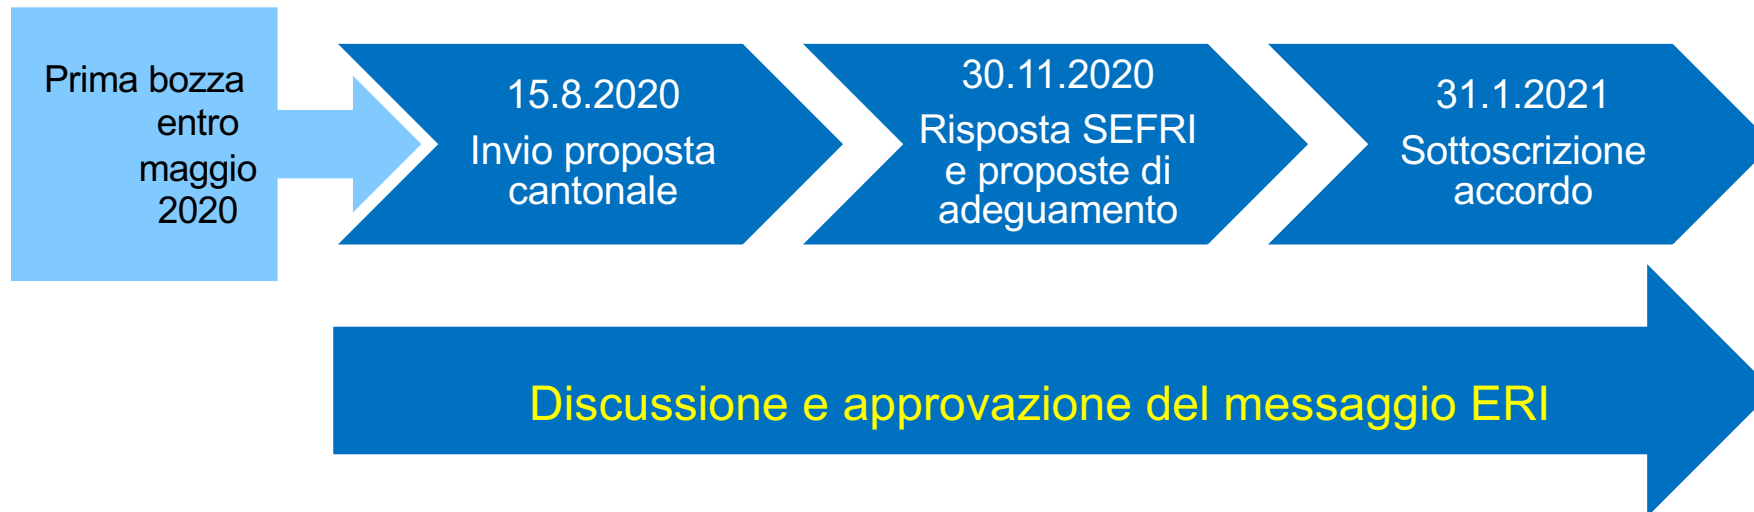 Prima bozza
entro
maggio
2020
15.8.2020
Invio proposta
cantonale
30.11.2020
Risposta SEFRI
e proposte di
adeguamento
31.1.2021
Sottoscrizione
accordo
Discussione e approvazione del messaggio ERI